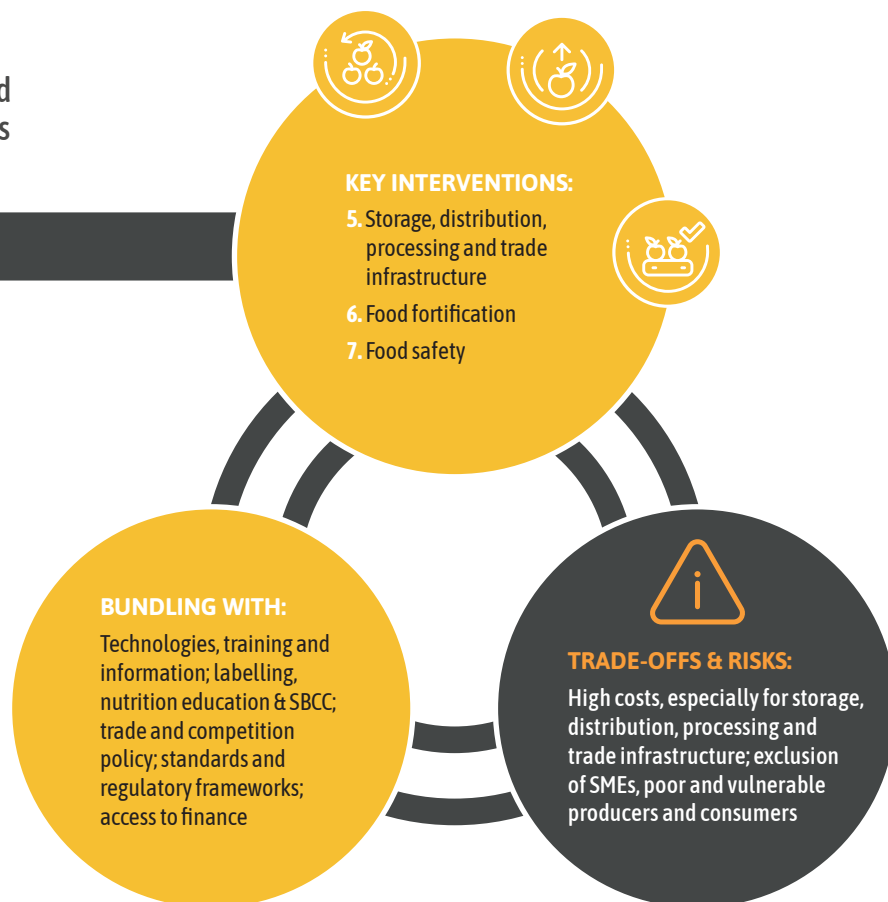 d
s
KEY INTERVENTIONS:
5. Storage, distribution,
processing and trade
infrastructure
6. Food fortification
7. Food safety
BUNDLING WITH:
Technologies, training and
information; labelling,
nutrition education & SBCC;
trade and competition
policy; standards and
regulatory frameworks;
access to finance
TRADE-OFFS & RISKS:
High costs, especially for storage,
distribution, processing and
trade infrastructure; exclusion
of SMEs, poor and vulnerable
producers and consumers